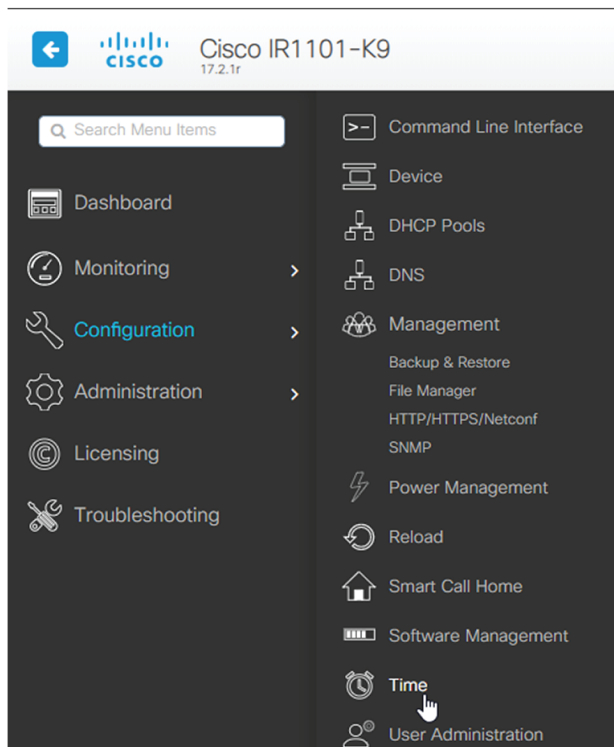 CISCO
Cisco IR1101-K9
17.2.1r
Search Menu Items
Dashboard
Monitoring
Configuration
Administration
Licensing
Troubleshooting
Command Line Interface
Device
DHCP Pools
DNS
Management
Backup & Restore
File Manager
HTTP/HTTPS/Netconf
SNMP
Power Management
Reload
Smart Call Home
Software Management
Time
User Administration